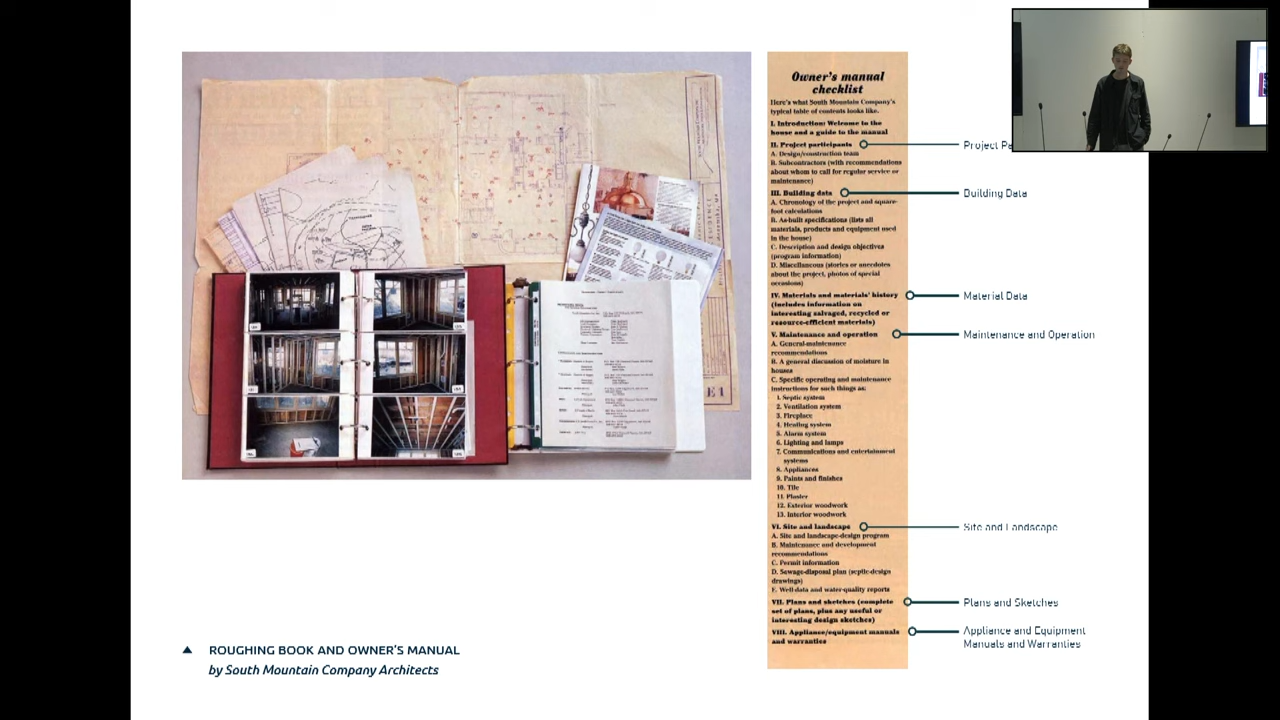 Owner's manual
checklist
Here's what South Mountain Company's
typical table of contents looks like.
I. Introduction: Welcome to the
house and a guide to the manual
II. Project participants
A. Design/construction team
B. Subcontractors (with recommendations
about whom to call for regular service or
maintenance)
III. Building data
A. Chronology of the project and square-
foot calculations
B. As-built specifications (lists all
materials, products and equipment used
in the house)
C. Description and design objectives
(program information)
D. Miscellaneous (stories or anecdotes
about the project, photos of special
occasions)
IV. Materials and materials' history
(includes information on
interesting salvaged, recycled or
resource-efficient materials)
V. Maintenance and operation
A. General-maintenance
recommendations
B. A general discussion of moisture in
houses
C. Specific operating and maintenance
instructions for such things as:
1. Septic system
2. Ventilation system
3. Fireplace
4. Heating system
5. Alarm system
6. Lighting and lamps
7. Communications and entertainment
systems
8. Appliances
9. Paints and finishes
10. Tile
11. Plaster
12. Exterior woodwork
13. Interior woodwork
VI. Site and landscape
A. Site and landscape-design program
B. Maintenance and development
recommendations
C. Permit information
D. Sewage-disposal plan (septic-design
drawings)
F. Well data and water-quality reports
VII. Plans and sketches (complete
set of plans, plus any useful or
interesting design sketches)
VIII. Appliance/equipment manuals
and warranties
Project
Building Data
Material Data
Maintenance and Operation
Site and Landscape
Plans and Sketches
Appliance and Equipment
Manuals and Warranties
E1
ROUGHING BOOK AND OWNER'S MANUAL
by South Mountain Company Architects